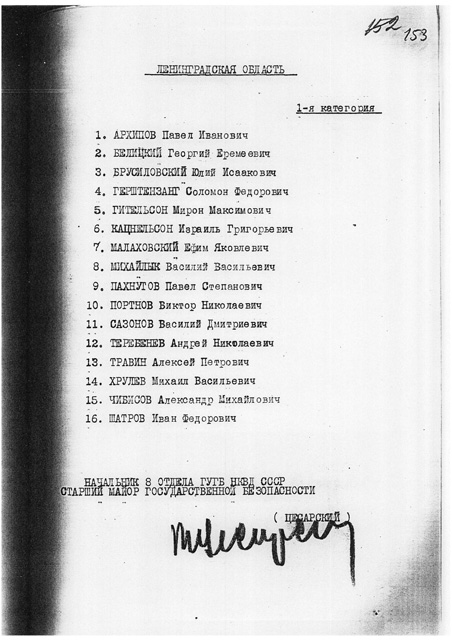 152 153
ЛЕНИНГРАДСКАЯ ОБЛАСТЬ
1-я категория
1. АРХИПОВ Павел Иванович
2. БЕЛИЦКИЙ Георгий Еремеевич
3. БРУСИЛОВСКИЙ Юдий Исаакович
4. ГЕРШТЕНЗАНГ Соломон Федорович
5. ГИТЕЛЬСОН Мирон Максимович
6. КАЦНЕЛЬСОН Израиль Григорьевич
7. МАЛАХОВСКИЙ Ефим Яковлевич
8. МИХАЙЛЫК Василий Васильевич
9. ПАХНУТОВ Павел Степанович
10. ПОРТНОВ Виктор Николаевич
11. САЗОНОВ Василий Дмитриевич
12. ТЕРЕБЕНЕВ Андрей Николаевич
13. ТРАВИН Алексей Петрович
14. ХРУЛЕВ Михаил Васильевич
15. ЧИБИСОВ Александр Михайлович
16. ШАТРОВ Иван Федорович
НАЧАЛЬНИК 8 ОТДЕЛА ГУГБ НКВД СССР
СТАРШИЙ МАЙОР ГОСУДАРСТВЕННОЙ БЕЗОПАСНОСТИ
( ЦЕСАРСКИЙ )